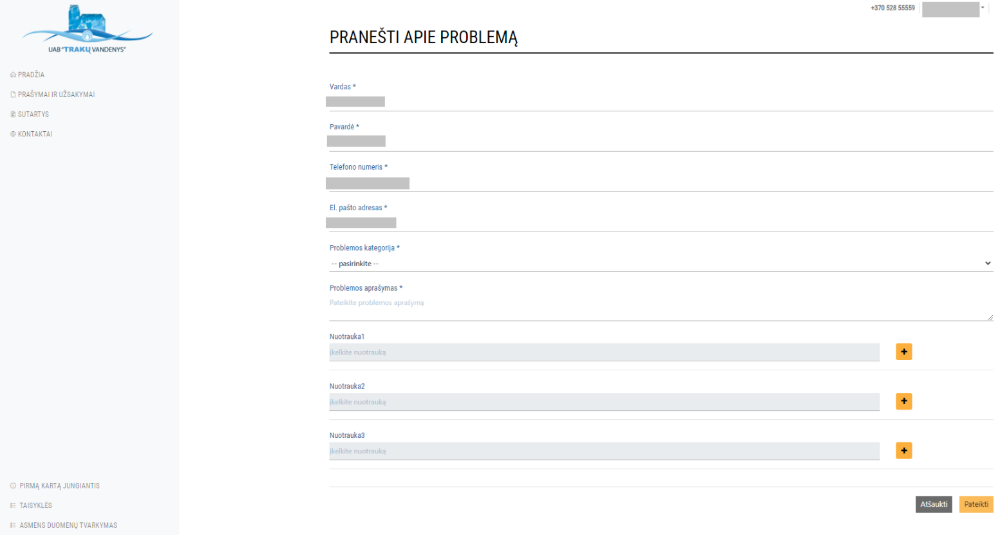 +370 528 55559
UAB "TRAKŲ VANDENYS"
PRADŽIA
PRAŠYMAI IR UŽSAKYMAI
SUTARTYS
KONTAKTAI
PIRMĄ KARTĄ JUNGIANTIS
TAISYKLĖS
ASMENS DUOMENŲ TVARKYMAS
PRANEŠTI APIE PROBLEMĄ
Vardas *
Pavardė *
Telefono numeris *
El. pašto adresas *
Problemos kategorija *
-- pasirinkite --
Problemos aprašymas *
Pateikite problemos aprašymą
Nuotrauka1
įkelkite nuotrauką
Nuotrauka2
įkelkite nuotrauką
Nuotrauka3
įkelkite nuotrauką
Atšaukti
Pateikti